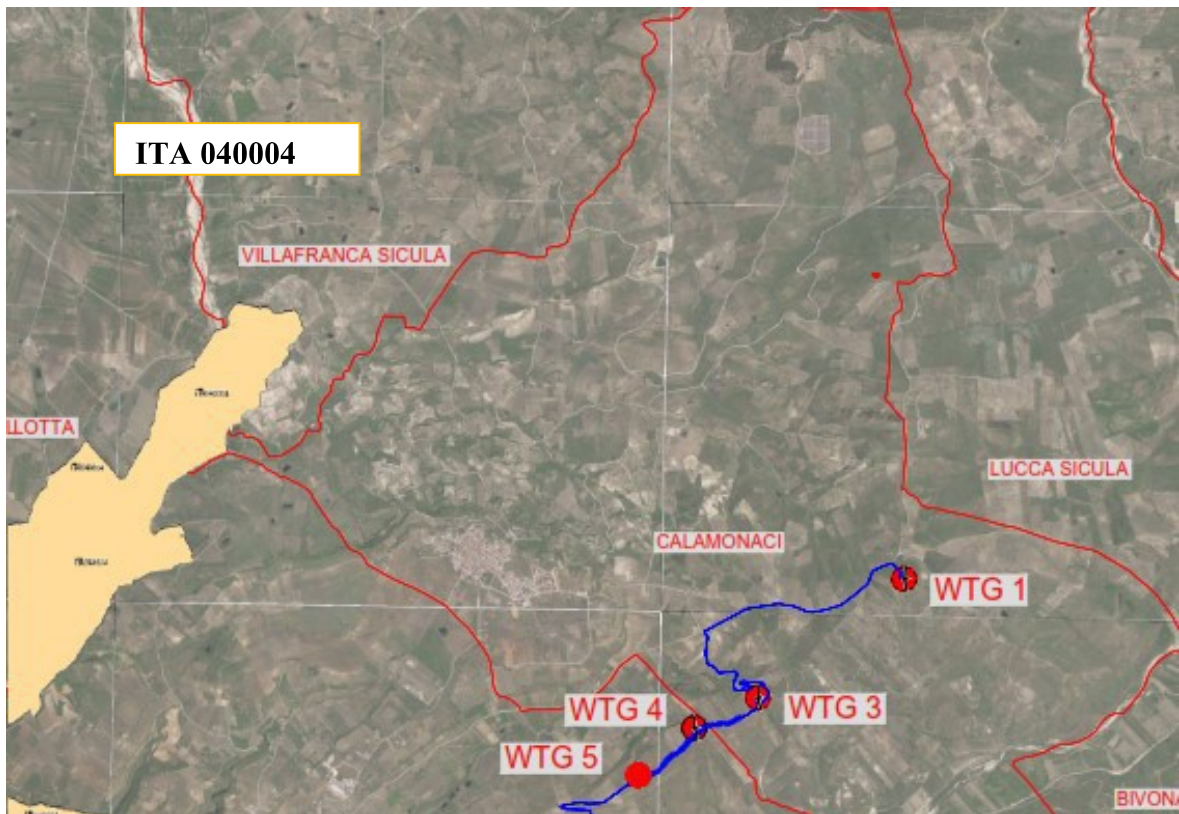 ITA 040004
VILLAFRANCA SICULA
LLOTTA
LUCCA SICULA
CALAMONACI
WTG 1
WTG 3
WTG 4
WTG 5
BIVONA